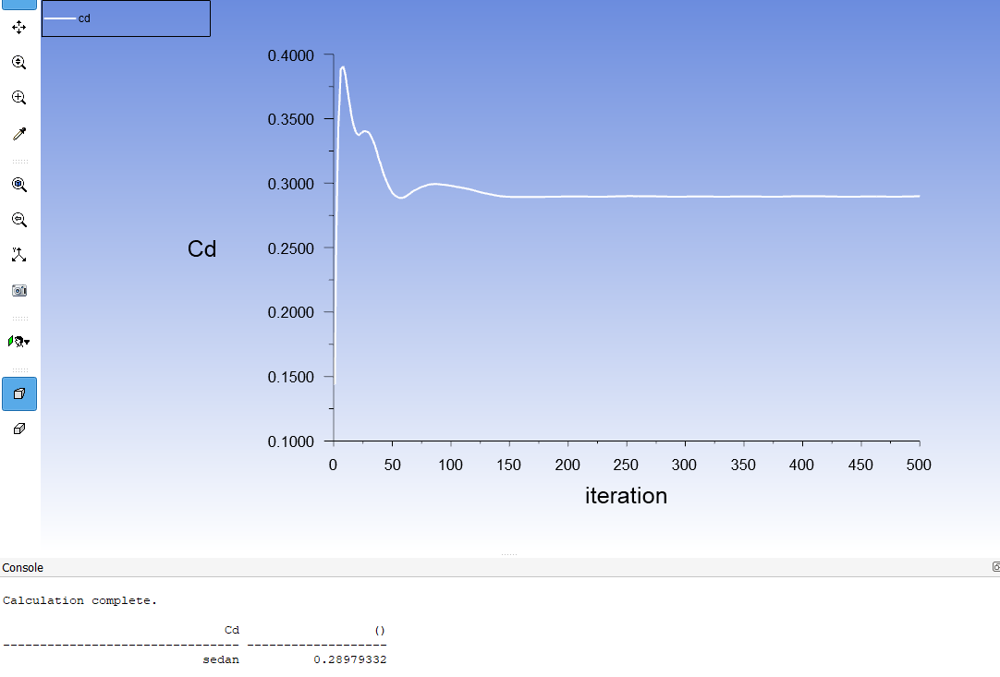 cd
0.4000
0.3500
0.3000
0.2500
Cd
0.2000
0.1500
0.1000
0 50 100 150 200 250 300 350 400 450 500
iteration
Console
Calculation complete.
Cd ()
------------------------------- -------------------
sedan 0.28979332